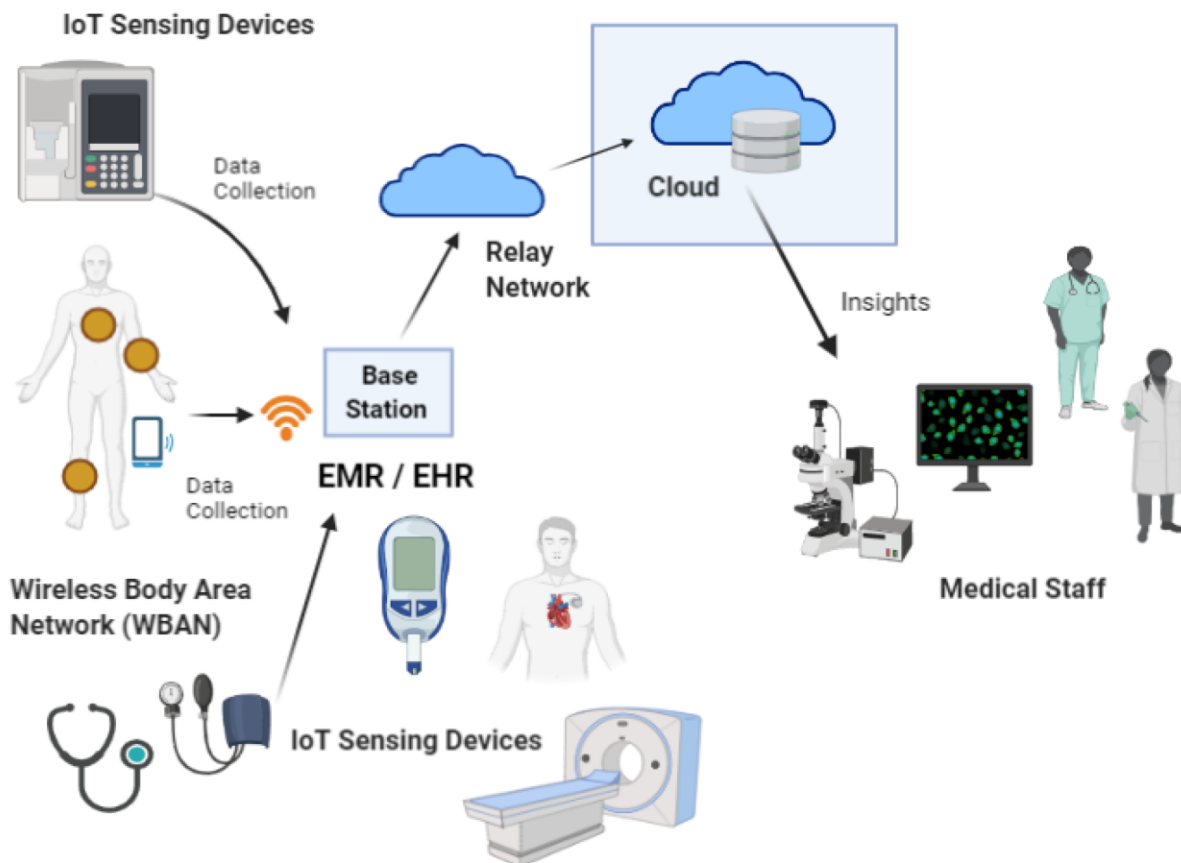 IoT Sensing Devices
Data
Collection
Cloud
Relay
Network
Insights
Base
Station
EMR / EHR
Data
Collection
Wireless Body Area
Network (WBAN)
Medical Staff
IoT Sensing Devices